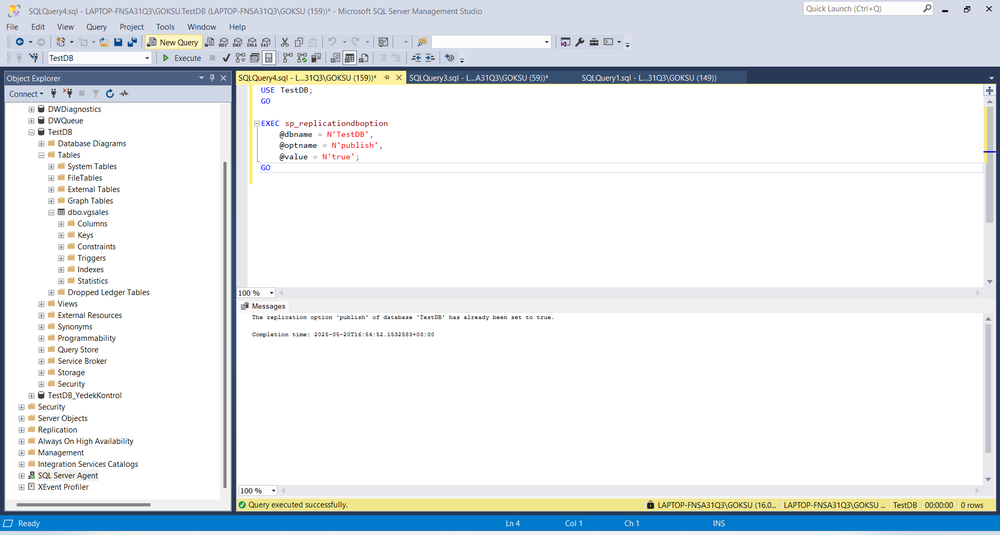 SQLQuery4.sql - LAPTOP-FNSA31Q3\GOKSU.TestDB (LAPTOP-FNSA31Q3\GOKSU (159))* - Microsoft SQL Server Management Studio
Quick Launch (Ctrl+Q)
File Edit View Query Project Tools Window Help
New Query MDX DMX XMLA DAX
TestDB Execute
Object Explorer
Connect
DWDiagnostics
DWQueue
TestDB
Database Diagrams
Tables
System Tables
FileTables
External Tables
Graph Tables
dbo.vgsales
Columns
Keys
Constraints
Triggers
Indexes
Statistics
Dropped Ledger Tables
Views
External Resources
Synonyms
Programmability
Query Store
Service Broker
Storage
Security
TestDB_YedekKontrol
Security
Server Objects
Replication
Always On High Availability
Management
Integration Services Catalogs
SQL Server Agent
XEvent Profiler
SQLQuery4.sql - L...31Q3\GOKSU (159))* SQLQuery3.sql - L...A31Q3\GOKSU (59))* SQLQuery1.sql - L...31Q3\GOKSU (149))
USE TestDB;
GO
EXEC sp_replicationdboption
@dbname = N'TestDB',
@optname = N'publish',
@value = N'true';
GO
100 %
Messages
The replication option 'publish' of database 'TestDB' has already been set to true.
Completion time: 2025-05-20T16:54:52.1532583+03:00
100 %
Query executed successfully. LAPTOP-FNSA31Q3\GOKSU (16.0... LAPTOP-FNSA31Q3\GOKSU ... TestDB 00:00:00 0 rows
Ready Ln 4 Col 1 Ch 1 INS